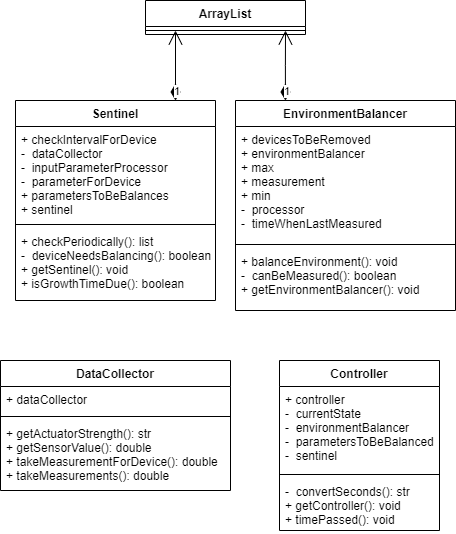 ArrayList
1
1
Sentinel
+ checkIntervalForDevice
- dataCollector
- inputParameterProcessor
- parameterForDevice
+ parametersToBeBalances
+ sentinel
+ checkPeriodically(): list
- deviceNeedsBalancing(): boolean
+ getSentinel(): void
+ isGrowthTimeDue(): boolean
EnvironmentBalancer
+ devicesToBeRemoved
+ environmentBalancer
+ max
+ measurement
+ min
- processor
- timeWhenLastMeasured
+ balanceEnvironment(): void
- canBeMeasured(): boolean
+ getEnvironmentBalancer(): void
DataCollector
+ dataCollector
+ getActuatorStrength(): str
+ getSensorValue(): double
+ takeMeasurementForDevice(): double
+ takeMeasurements(): double
Controller
+ controller
- currentState
- environmentBalancer
- parametersToBeBalanced
- sentinel
- convertSeconds(): str
+ getController(): void
+ timePassed(): void